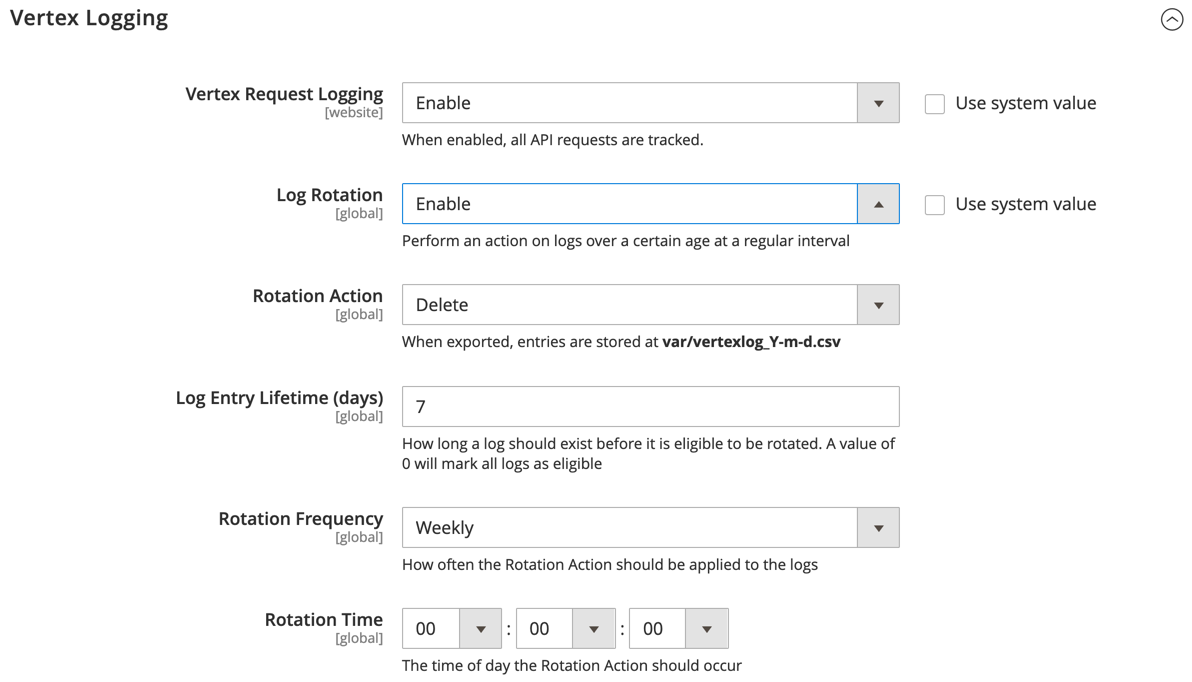 Vertex Logging
Vertex Request Logging
[website]
Enable
Use system value
When enabled, all API requests are tracked.
Log Rotation
[global]
Enable
Use system value
Perform an action on logs over a certain age at a regular interval
Rotation Action
[global]
Delete
When exported, entries are stored at var/vertexlog_Y-m-d.csv
Log Entry Lifetime (days)
[global]
7
How long a log should exist before it is eligible to be rotated. A value of
0 will mark all logs as eligible
Rotation Frequency
[global]
Weekly
How often the Rotation Action should be applied to the logs
Rotation Time
[global]
00 : 00 : 00
The time of day the Rotation Action should occur